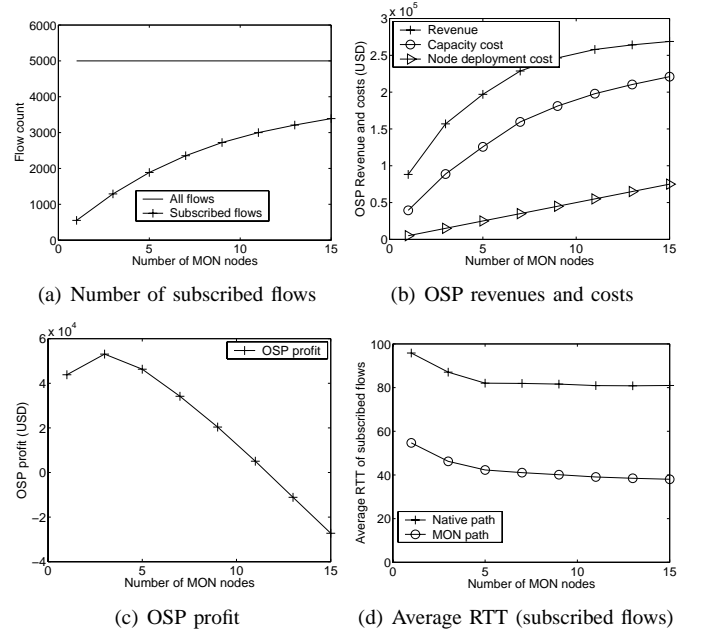 6000
5000
4000
3000
2000
1000
0
0 5 10 15
Flow count
Number of MON nodes
All flows
Subscribed flows
(a) Number of subscribed flows
x 10^5
3
2.5
2
1.5
1
0.5
0
0 5 10 15
OSP Revenue and costs (USD)
Number of MON nodes
Revenue
Capacity cost
Node deployment cost
(b) OSP revenues and costs
x 10^4
6
4
2
0
−2
−4
0 5 10 15
OSP profit (USD)
Number of MON nodes
OSP profit
(c) OSP profit
100
80
60
40
20
0
0 5 10 15
Average RTT of subscribed flows
Number of MON nodes
Native path
MON path
(d) Average RTT (subscribed flows)